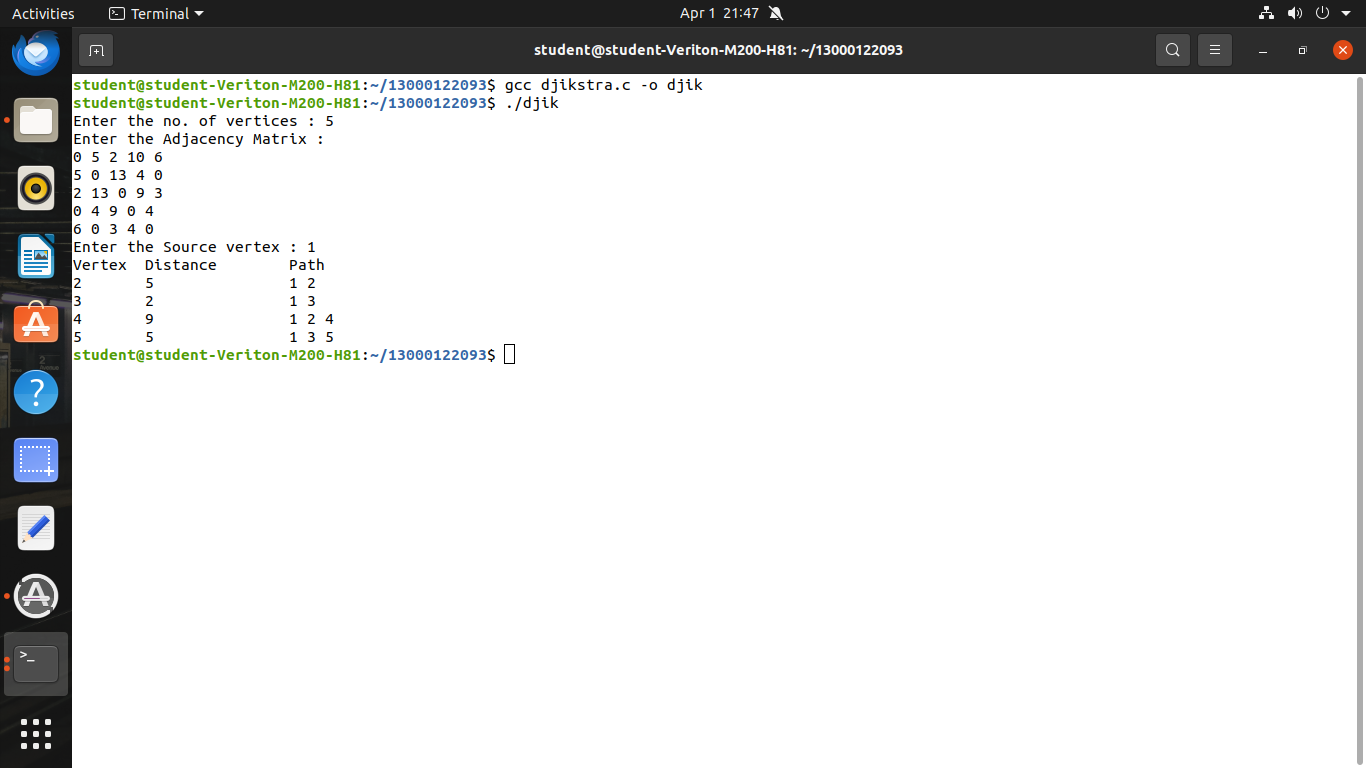 Activities Terminal Apr 1 21:47
student@student-Veriton-M200-H81: ~/13000122093
student@student-Veriton-M200-H81:~/13000122093$ gcc djikstra.c -o djik
student@student-Veriton-M200-H81:~/13000122093$ ./djik
Enter the no. of vertices : 5
Enter the Adjacency Matrix :
0 5 2 10 6
5 0 13 4 0
2 13 0 9 3
0 4 9 0 4
6 0 3 4 0
Enter the Source vertex : 1
Vertex Distance Path
2 5 1 2
3 2 1 3
4 9 1 2 4
5 5 1 3 5
student@student-Veriton-M200-H81:~/13000122093$